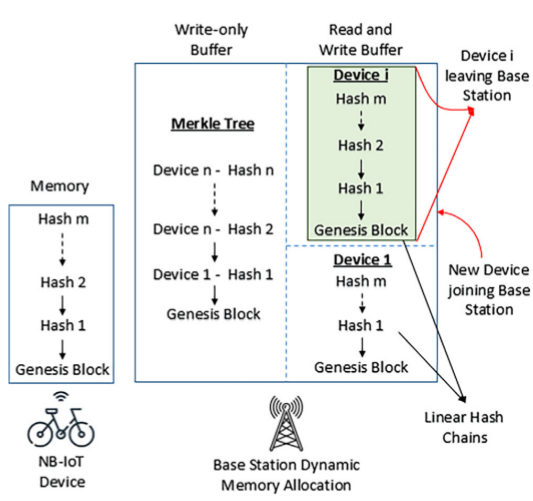 Write-only
Buffer
Read and
Write Buffer
Device i
leaving Base
Station
Device i
Hash m
Hash 2
Hash 1
Genesis Block
Merkle Tree
Device n - Hash n
Device n - Hash 2
Device 1 - Hash 1
Genesis Block
Memory
Hash m
Hash 2
Hash 1
Genesis Block
Device 1
Hash m
Hash 1
Genesis Block
New Device
joining Base
Station
Linear Hash
Chains
NB-IoT
Device
Base Station Dynamic
Memory Allocation